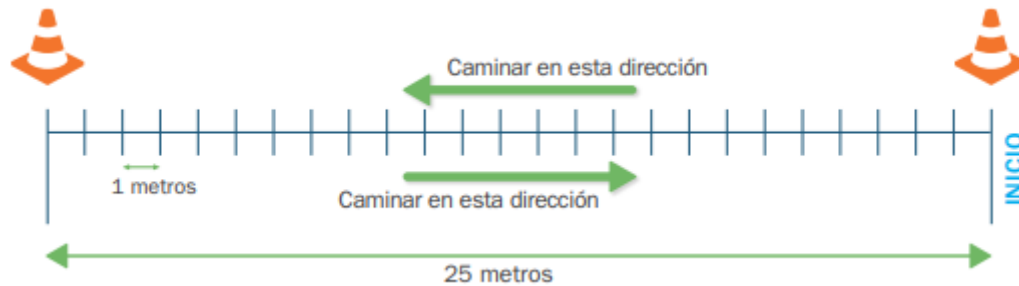 Caminar en esta dirección
1 metros
Caminar en esta dirección
INICIO
25 metros